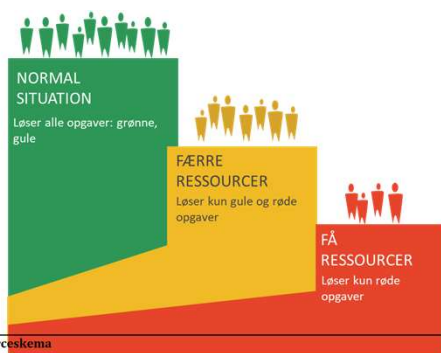 NORMAL
SITUATION
Løser alle opgaver: grønne,
gule
FÆRRE
RESSOURCER
Løser kun gule og røde
opgaver
FÅ
RESSOURCER
Løser kun røde
opgaver